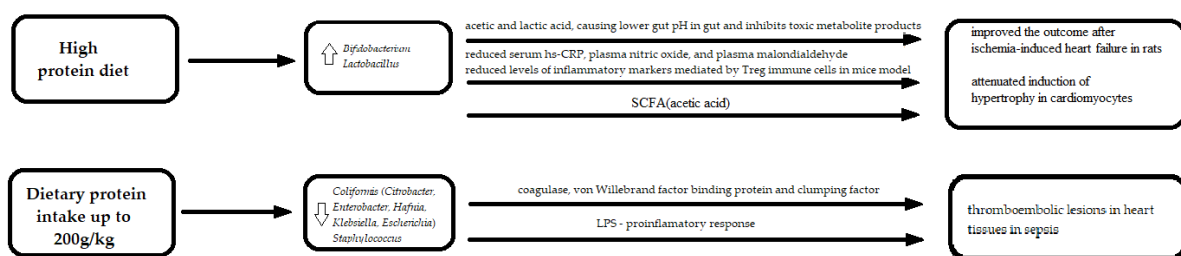 High
protein diet
Bifidobacterium
Lactobacillus
acetic and lactic acid, causing lower gut pH in gut and inhibits toxic metabolite products
reduced serum hs-CRP, plasma nitric oxide, and plasma malondialdehyde
reduced levels of inflammatory markers mediated by Treg immune cells in mice model
SCFA(acetic acid)
improved the outcome after
ischemia-induced heart failure in rats
attenuated induction of
hypertrophy in cardiomyocytes
Dietary protein
intake up to
200g/kg
Coliformis (Citrobacter,
Enterobacter, Hafnia,
Klebsiella, Escherichia)
Staphylococcus
coagulase, von Willebrand factor binding protein and clumping factor
LPS - proinflamatory response
thromboembolic lesions in heart
tissues in sepsis